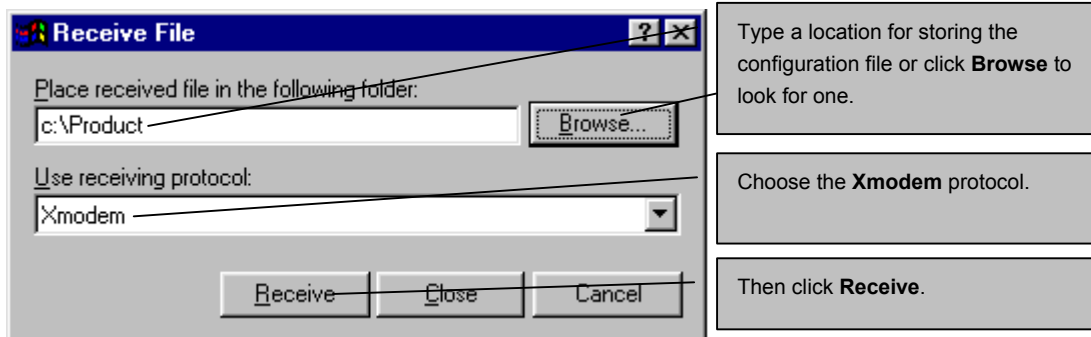 Receive File
Place received file in the following folder:
c:\Product
Browse...
Use receiving protocol:
Xmodem
Receive
Close
Cancel
Type a location for storing the
configuration file or click Browse to
look for one.
Choose the Xmodem protocol.
Then click Receive.